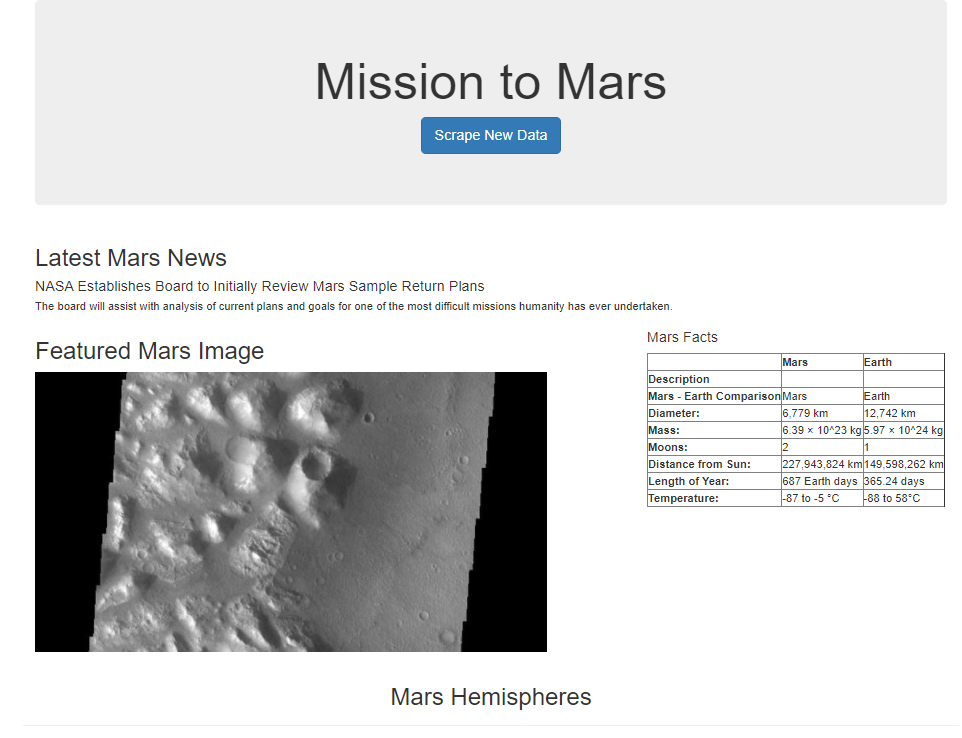 Mission to Mars
Scrape New Data
Latest Mars News
NASA Establishes Board to Initially Review Mars Sample Return Plans
The board will assist with analysis of current plans and goals for one of the most difficult missions humanity has ever undertaken.
Featured Mars Image
Mars Facts
Mars Earth
Description
Mars - Earth Comparison Mars Earth
Diameter: 6,779 km 12,742 km
Mass: 6.39 × 10^23 kg 5.97 × 10^24 kg
Moons: 2 1
Distance from Sun: 227,943,824 km 149,598,262 km
Length of Year: 687 Earth days 365.24 days
Temperature: -87 to -5 °C -88 to 58°C
Mars Hemispheres